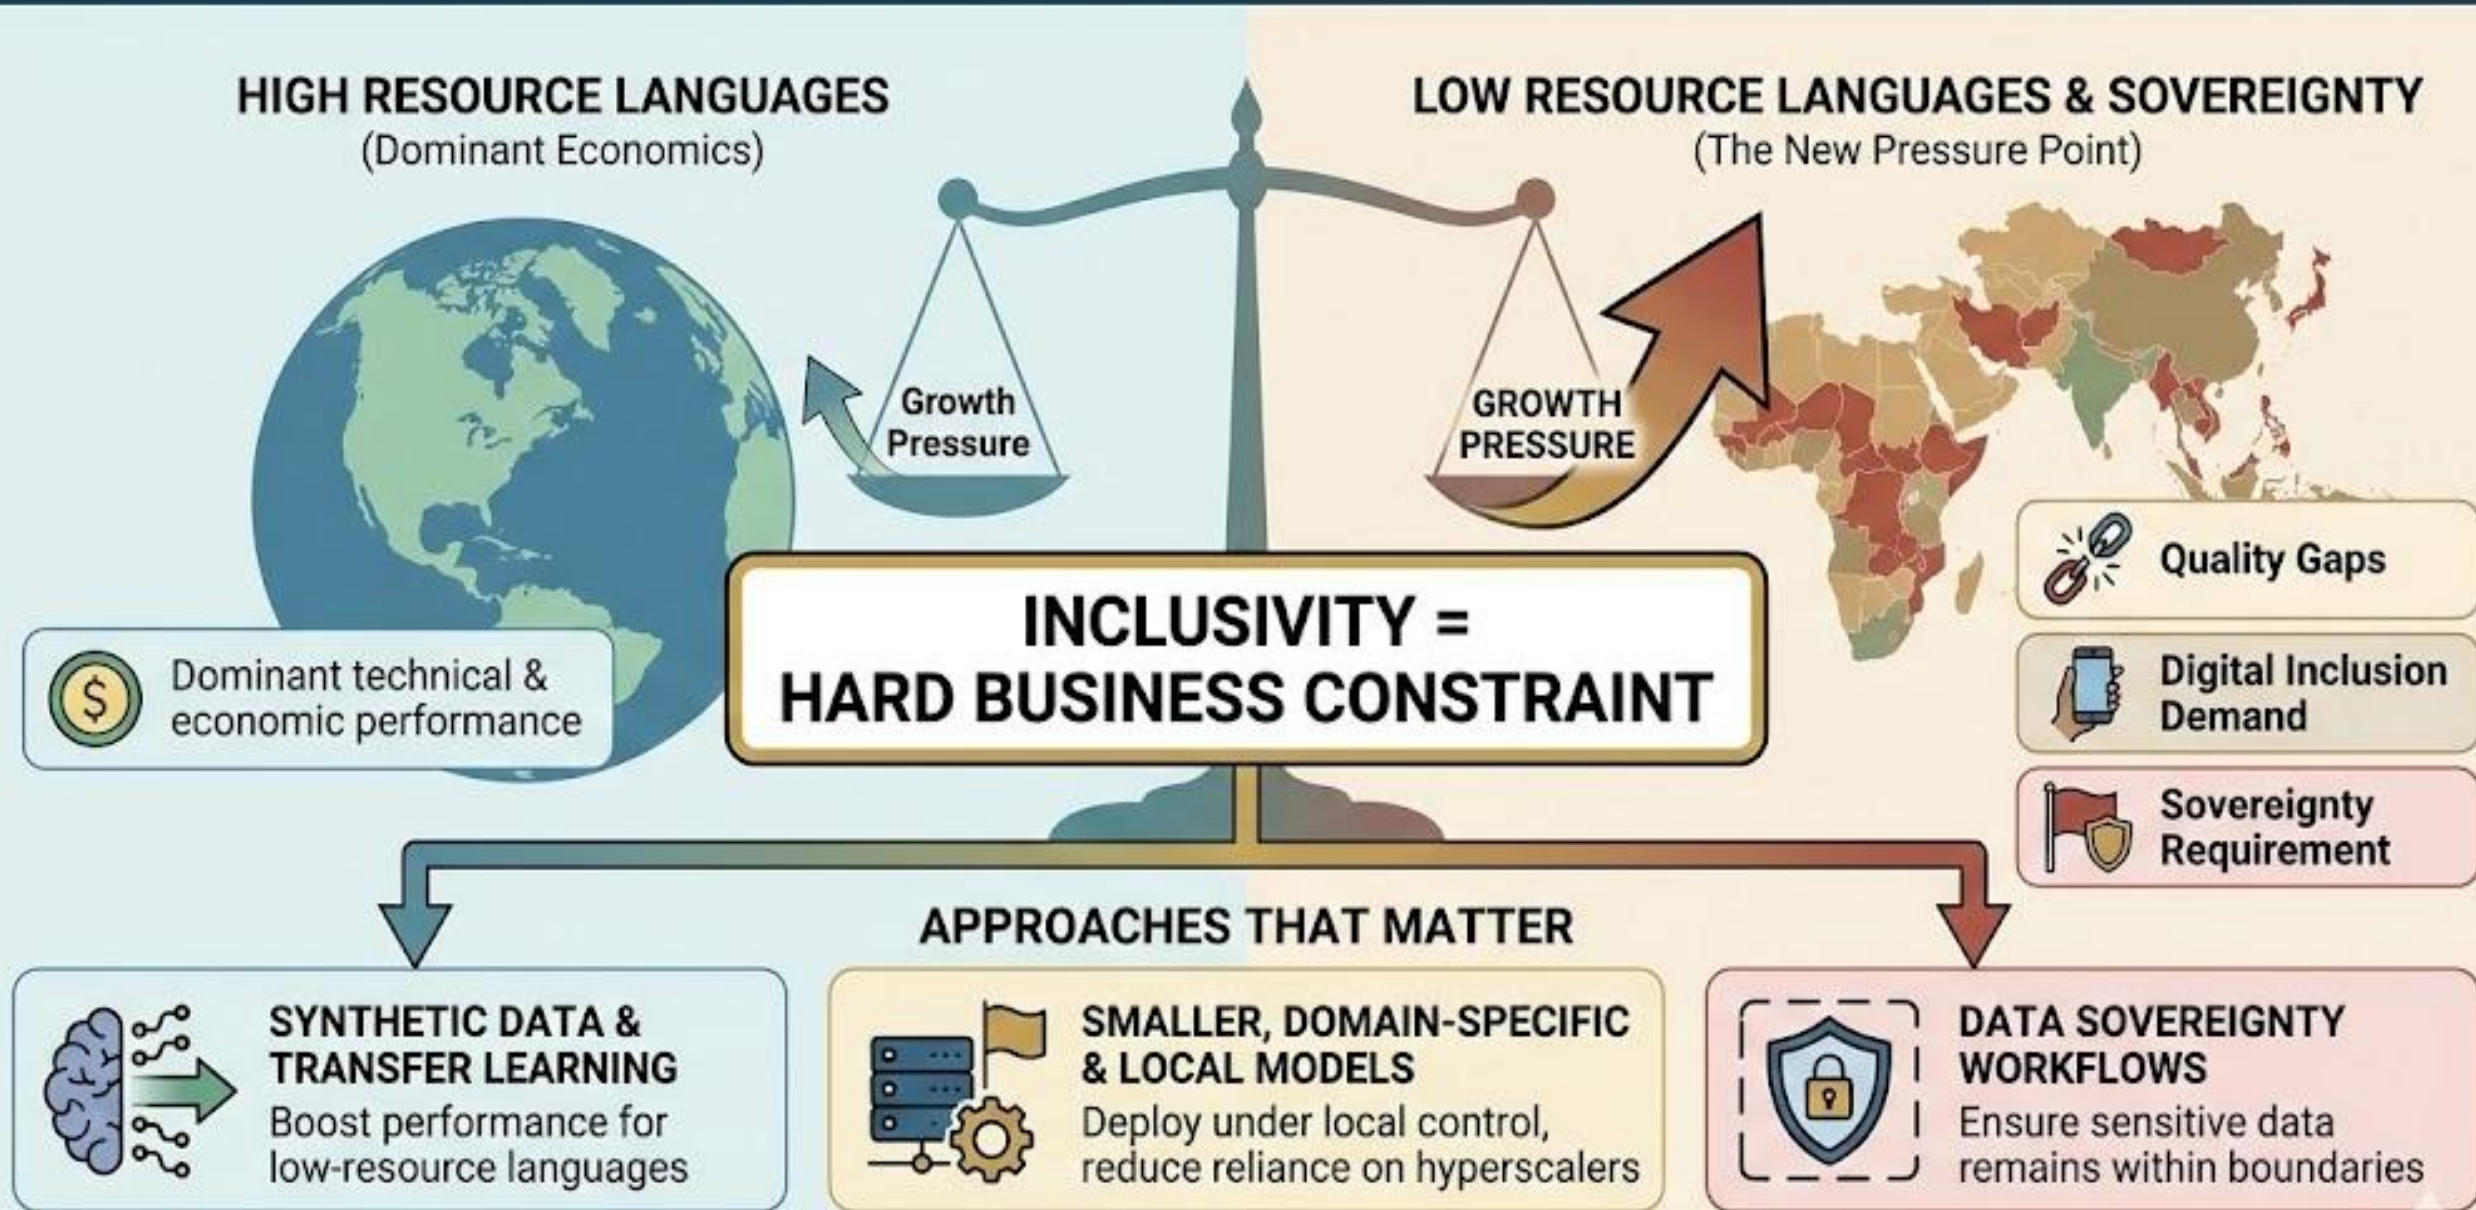 HIGH RESOURCE LANGUAGES
(Dominant Economics)
LOW RESOURCE LANGUAGES & SOVEREIGNTY
(The New Pressure Point)
Growth
Pressure
GROWTH
PRESSURE
Dominant technical &
economic performance
INCLUSIVITY =
HARD BUSINESS CONSTRAINT
Quality Gaps
Digital Inclusion
Demand
Sovereignty
Requirement
APPROACHES THAT MATTER
SYNTHETIC DATA &
TRANSFER LEARNING
Boost performance for
low-resource languages
SMALLER, DOMAIN-SPECIFIC
& LOCAL MODELS
Deploy under local control,
reduce reliance on hyperscalers
DATA SOVEREIGNTY
WORKFLOWS
Ensure sensitive data
remains within boundaries